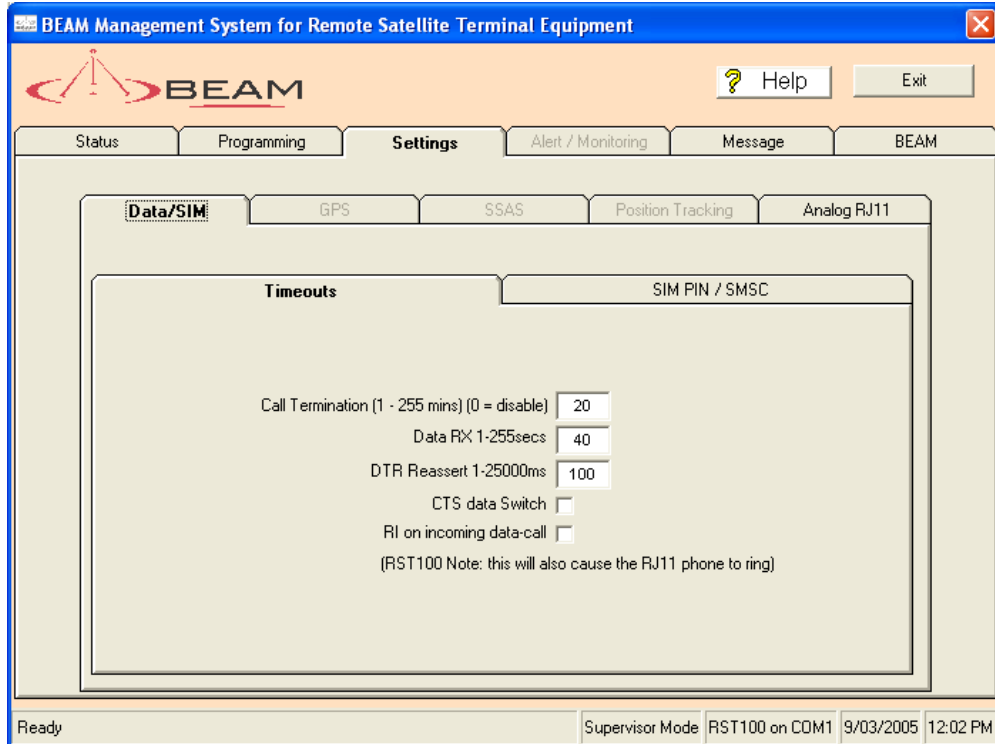 BEAM Management System for Remote Satellite Terminal Equipment
BEAM
? Help
Exit
Status Programming Settings Alert / Monitoring Message BEAM
Data/SIM GPS SSAS Position Tracking Analog RJ11
Timeouts SIM PIN / SMSC
Call Termination (1 - 255 mins) (0 = disable) 20
Data RX 1-255secs 40
DTR Reassert 1-25000ms 100
CTS data Switch
RI on incoming data-call
(RST100 Note: this will also cause the RJ11 phone to ring)
Ready Supervisor Mode RST100 on COM1 9/03/2005 12:02 PM